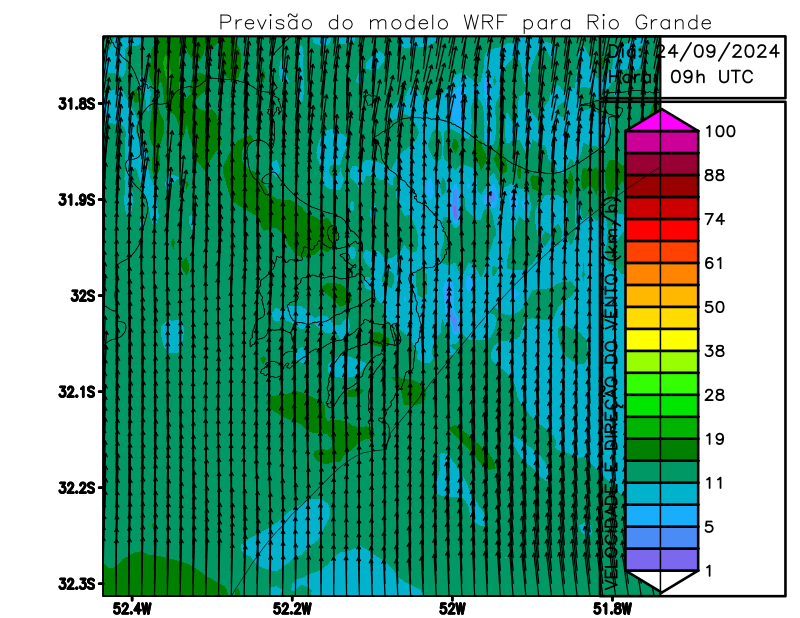 Previsão do modelo WRF para Rio Grande
Dia: 24/09/2024
Hora: 09h UTC
31.8S
31.9S
32S
32.1S
32.2S
32.3S
52.4W
52.2W
52W
51.8W
VELOCIDADE E DIREÇÃO DO VENTO (km/h)
100
88
74
61
50
38
28
19
11
5
1